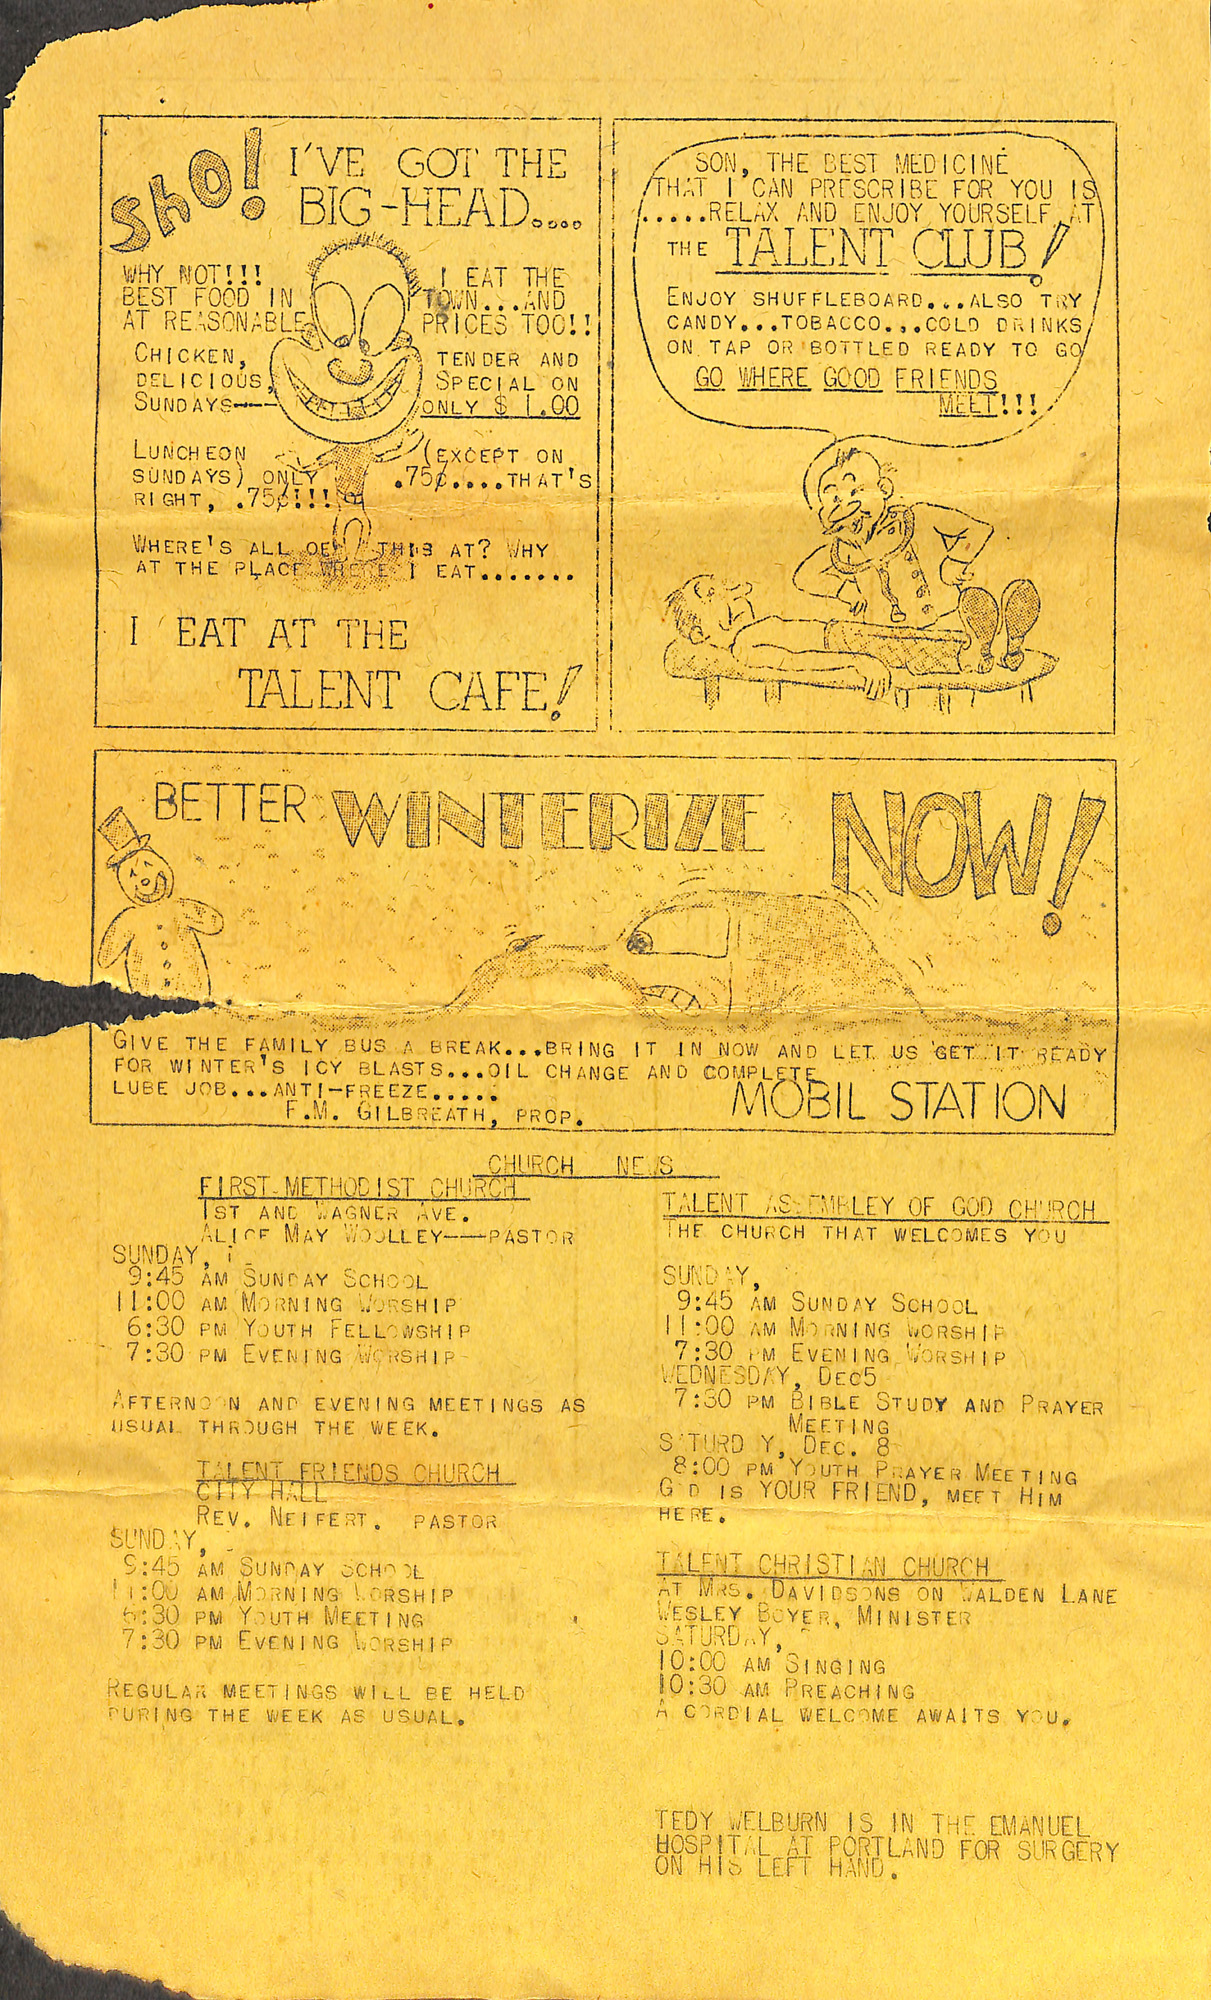 SHO! I'VE GOT THE
BIG-HEAD....
WHY NOT!!! I EAT THE
BEST FOOD IN TOWN...AND
AT REASONABLE PRICES TOO!!
CHICKEN, TENDER AND
DELICIOUS, SPECIAL ON
SUNDAYS--- ONLY $ 1.00
LUNCHEON (EXCEPT ON
SUNDAYS) ONLY .75¢....THAT'S
RIGHT, .75¢!!!
WHERE'S ALL OF THIS AT? WHY
AT THE PLACE WHERE I EAT.......
I EAT AT THE
TALENT CAFE!
SON, THE BEST MEDICINE
THAT I CAN PRESCRIBE FOR YOU IS
.....RELAX AND ENJOY YOURSELF AT
THE TALENT CLUB!
ENJOY SHUFFLEBOARD...ALSO TRY
CANDY...TOBACCO...COLD DRINKS
ON TAP OR BOTTLED READY TO GO
GO WHERE GOOD FRIENDS
MEET!!!
BETTER WINTERIZE NOW!
GIVE THE FAMILY BUS A BREAK...BRING IT IN NOW AND LET US GET IT READY
FOR WINTER'S ICY BLASTS...OIL CHANGE AND COMPLETE
LUBE JOB...ANTI-FREEZE.....
MOBIL STATION
F.M. GILBREATH, PROP.
CHURCH NEWS
FIRST METHODIST CHURCH
1ST AND WAGNER AVE.
ALICE MAY WOOLLEY---PASTOR
SUNDAY,
9:45 AM SUNDAY SCHOOL
11:00 AM MORNING WORSHIP
6:30 PM YOUTH FELLOWSHIP
7:30 PM EVENING WORSHIP
AFTERNOON AND EVENING MEETINGS AS
USUAL THROUGH THE WEEK.
TALENT FRIENDS CHURCH
CITY HALL
REV. NEIFERT. PASTOR
SUNDAY,
9:45 AM SUNDAY SCHOOL
11:00 AM MORNING WORSHIP
6:30 PM YOUTH MEETING
7:30 PM EVENING WORSHIP
REGULAR MEETINGS WILL BE HELD
DURING THE WEEK AS USUAL.
TALENT ASSEMBLEY OF GOD CHURCH
THE CHURCH THAT WELCOMES YOU
SUNDAY,
9:45 AM SUNDAY SCHOOL
11:00 AM MORNING WORSHIP
7:30 PM EVENING WORSHIP
WEDNESDAY, DEC5
7:30 PM BIBLE STUDY AND PRAYER
MEETING
SATURDAY, DEC. 8
8:00 PM YOUTH PRAYER MEETING
GOD IS YOUR FRIEND, MEET HIM
HERE.
TALENT CHRISTIAN CHURCH
AT MRS. DAVIDSONS ON WALDEN LANE
WESLEY BOYER, MINISTER
SATURDAY,
10:00 AM SINGING
10:30 AM PREACHING
A CORDIAL WELCOME AWAITS YOU.
TEDY WELBURN IS IN THE EMANUEL
HOSPITAL AT PORTLAND FOR SURGERY
ON HIS LEFT HAND.